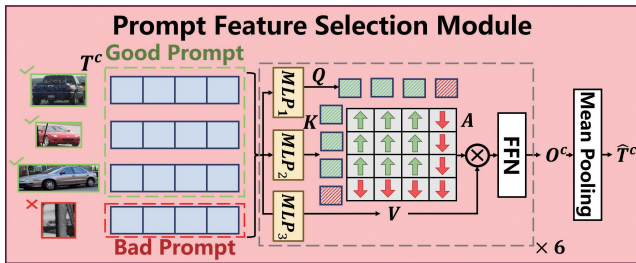 Prompt Feature Selection Module
T^c Good Prompt
Bad Prompt
MLP₁
MLP₂
MLP₃
Q
K
A
V
FFN
O^c
× 6
Mean Pooling
T̂^c